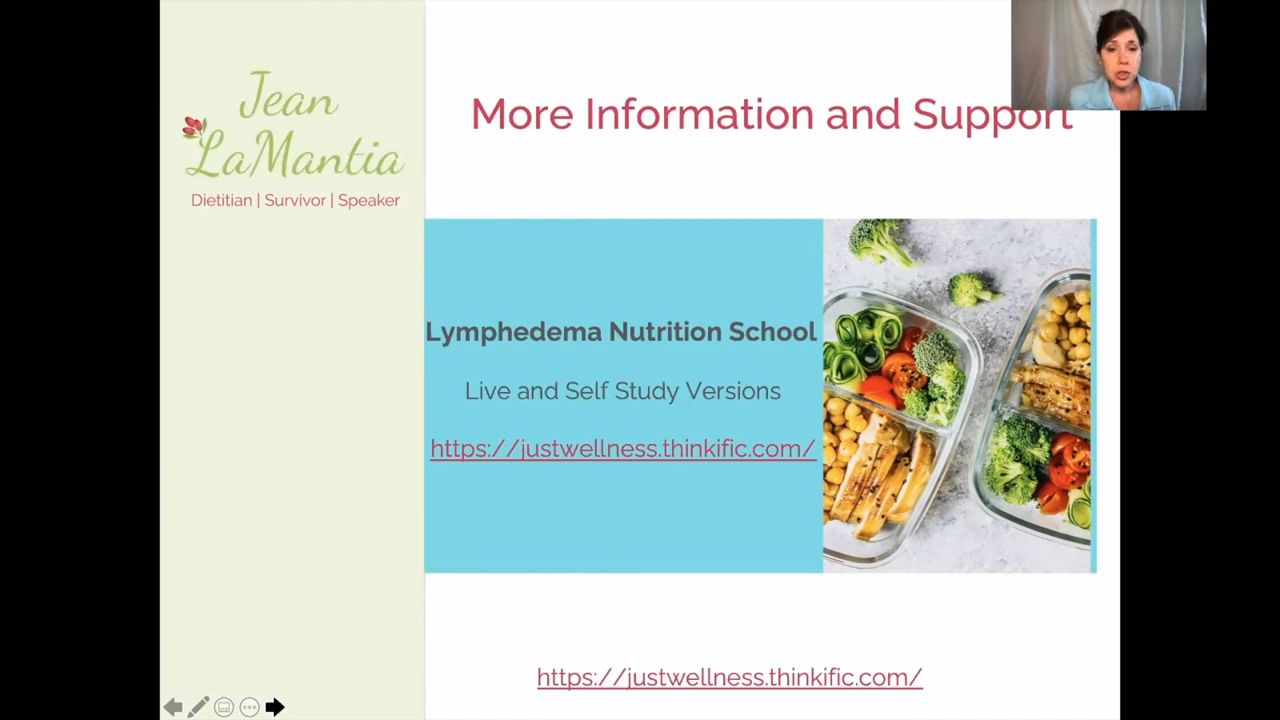 Jean
LaMantia
Dietitian | Survivor | Speaker
More Information and Support
Lymphedema Nutrition School
Live and Self Study Versions
https://justwellness.thinkific.com/
https://justwellness.thinkific.com/